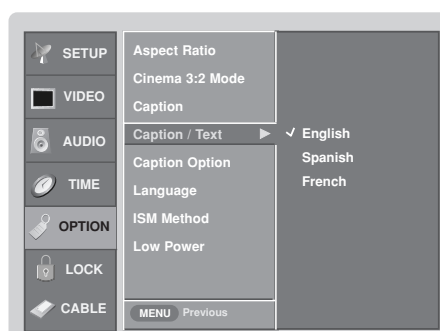 SETUP
VIDEO
AUDIO
TIME
OPTION
LOCK
CABLE
Aspect Ratio
Cinema 3:2 Mode
Caption
Caption / Text
Caption Option
Language
ISM Method
Low Power
MENU Previous
English
Spanish
French